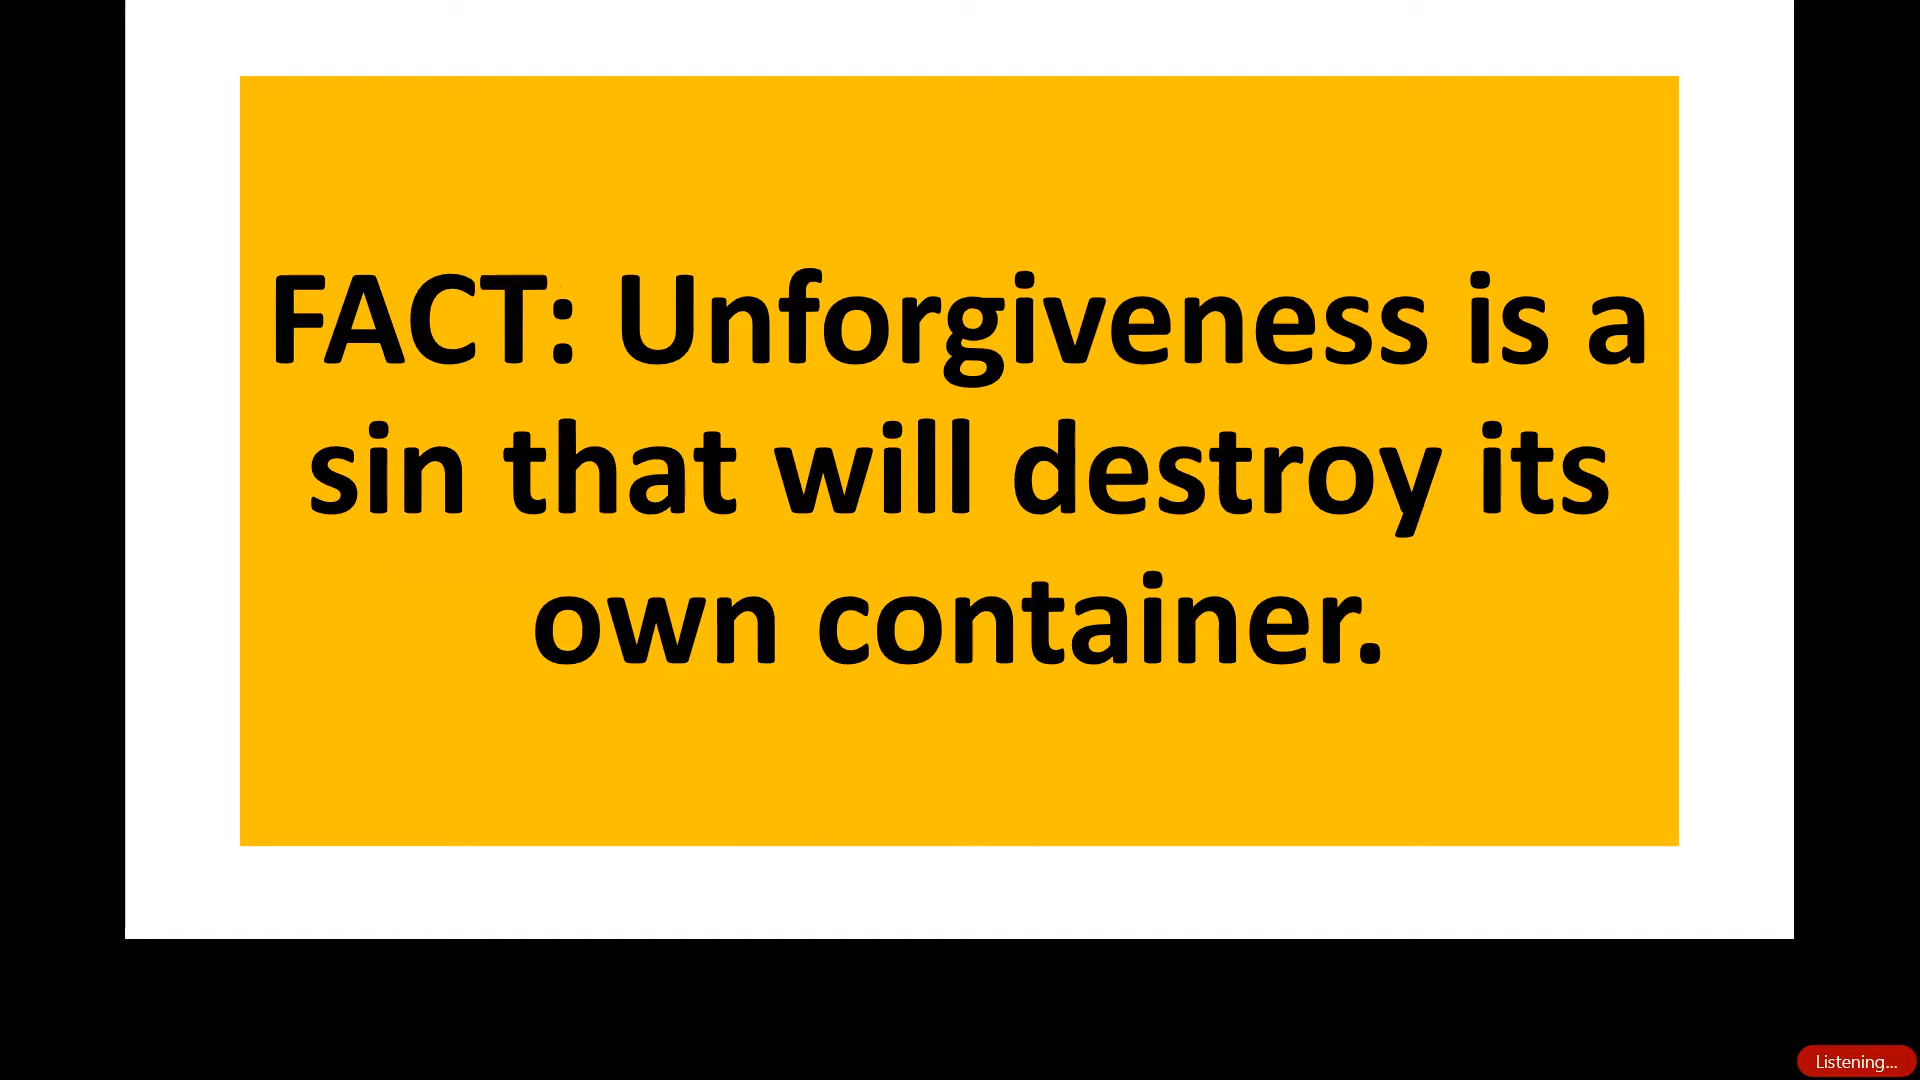 FACT: Unforgiveness is a
sin that will destroy its
own container.
Listening...